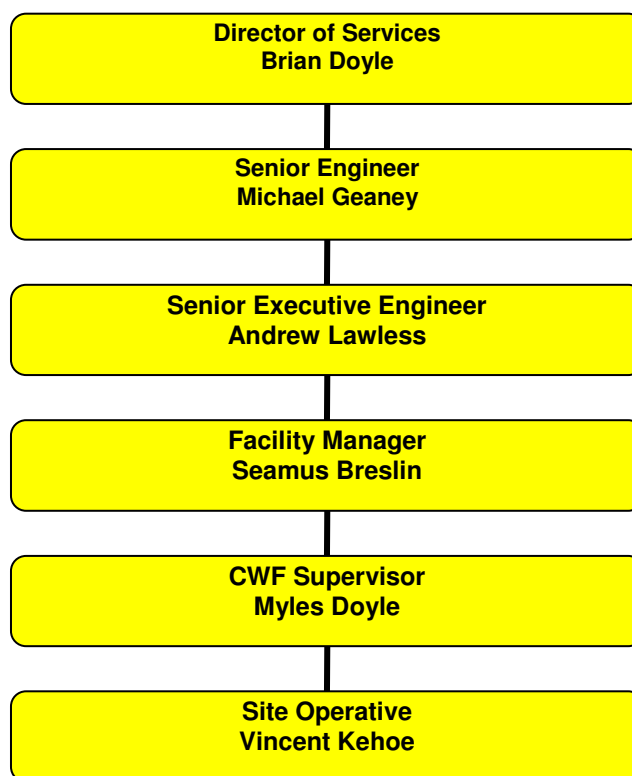 Director of Services
Brian Doyle
Senior Engineer
Michael Geaney
Senior Executive Engineer
Andrew Lawless
Facility Manager
Seamus Breslin
CWF Supervisor
Myles Doyle
Site Operative
Vincent Kehoe